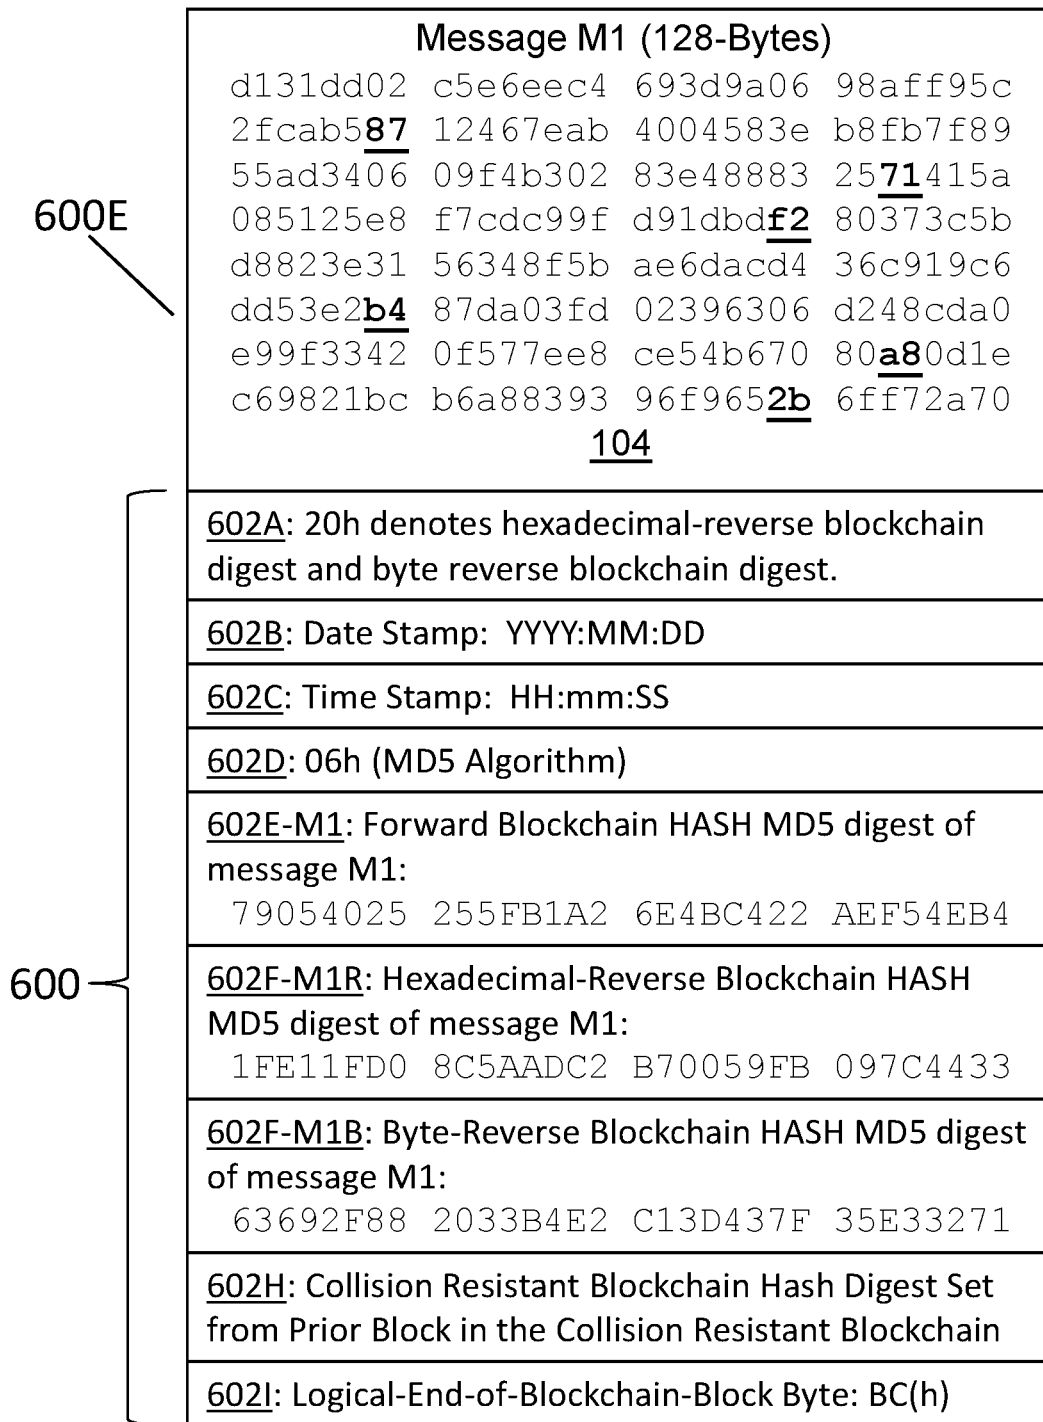 Message M1 (128-Bytes)
d131dd02 c5e6eec4 693d9a06 98aff95c
2fcab587 12467eab 4004583e b8fb7f89
55ad3406 09f4b302 83e48883 2571415a
085125e8 f7cdc99f d91dbdf2 80373c5b
d8823e31 56348f5b ae6dacd4 36c919c6
dd53e2b4 87da03fd 02396306 d248cda0
e99f3342 0f577ee8 ce54b670 80a80d1e
c69821bc b6a88393 96f9652b 6ff72a70
104
600E
602A: 20h denotes hexadecimal-reverse blockchain
digest and byte reverse blockchain digest.
602B: Date Stamp: YYYY:MM:DD
602C: Time Stamp: HH:mm:SS
602D: 06h (MD5 Algorithm)
602E-M1: Forward Blockchain HASH MD5 digest of
message M1:
79054025 255FB1A2 6E4BC422 AEF54EB4
600
602F-M1R: Hexadecimal-Reverse Blockchain HASH
MD5 digest of message M1:
1FE11FD0 8C5AADC2 B70059FB 097C4433
602F-M1B: Byte-Reverse Blockchain HASH MD5 digest
of message M1:
63692F88 2033B4E2 C13D437F 35E33271
602H: Collision Resistant Blockchain Hash Digest Set
from Prior Block in the Collision Resistant Blockchain
602I: Logical-End-of-Blockchain-Block Byte: BC(h)